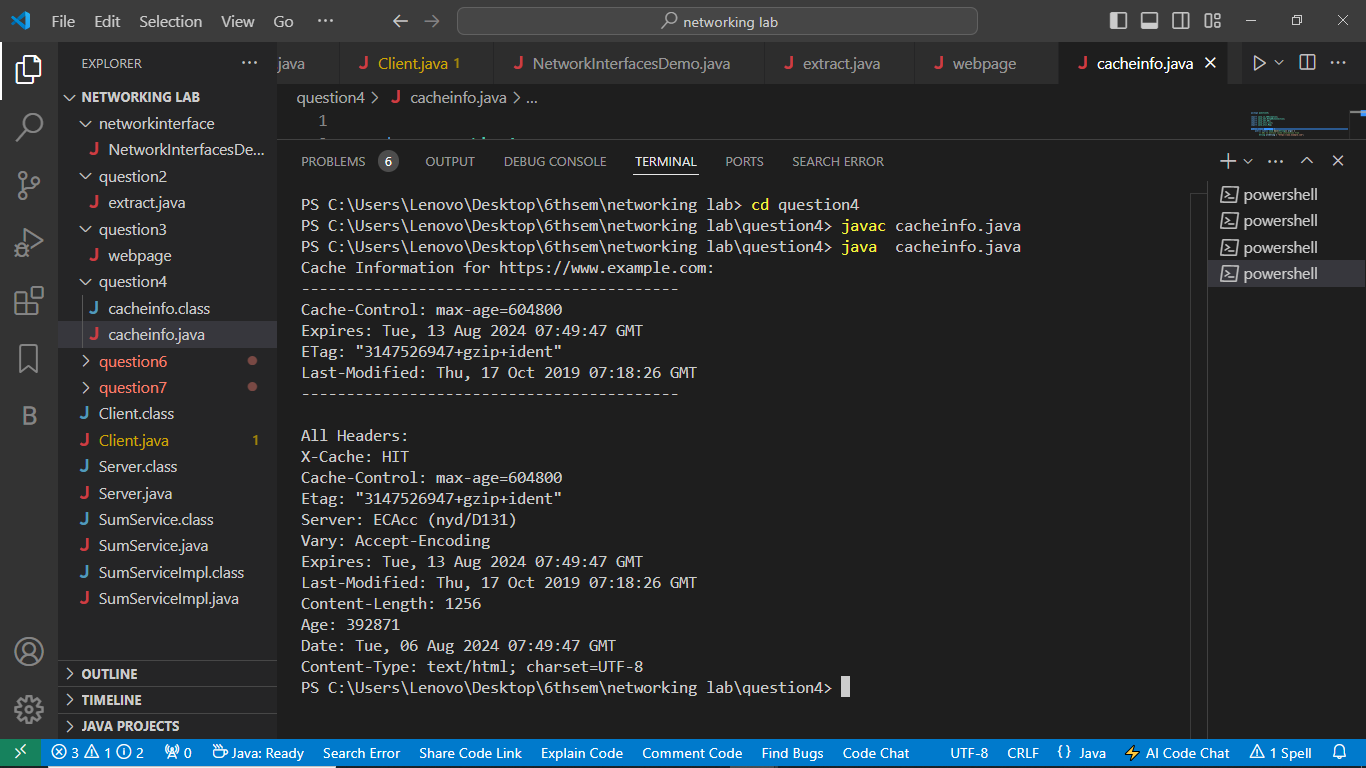 File Edit Selection View Go ··· networking lab
EXPLORER ···
NETWORKING LAB
networkinterface
J NetworkInterfacesDe...
question2
J extract.java
question3
J webpage
question4
J cacheinfo.class
J cacheinfo.java
question6
question7
J Client.class
J Client.java 1
J Server.class
J Server.java
J SumService.class
J SumService.java
J SumServiceImpl.class
J SumServiceImpl.java
OUTLINE
TIMELINE
JAVA PROJECTS
B
java J Client.java 1 J NetworkInterfacesDemo.java J extract.java J webpage J cacheinfo.java
question4 > J cacheinfo.java > ...
1
PROBLEMS 6 OUTPUT DEBUG CONSOLE TERMINAL PORTS SEARCH ERROR
PS C:\Users\Lenovo\Desktop\6thsem\networking lab> cd question4
PS C:\Users\Lenovo\Desktop\6thsem\networking lab\question4> javac cacheinfo.java
PS C:\Users\Lenovo\Desktop\6thsem\networking lab\question4> java  cacheinfo.java
Cache Information for https://www.example.com:
------------------------------------------
Cache-Control: max-age=604800
Expires: Tue, 13 Aug 2024 07:49:47 GMT
ETag: "3147526947+gzip+ident"
Last-Modified: Thu, 17 Oct 2019 07:18:26 GMT
------------------------------------------
All Headers:
X-Cache: HIT
Cache-Control: max-age=604800
Etag: "3147526947+gzip+ident"
Server: ECAcc (nyd/D131)
Vary: Accept-Encoding
Expires: Tue, 13 Aug 2024 07:49:47 GMT
Last-Modified: Thu, 17 Oct 2019 07:18:26 GMT
Content-Length: 1256
Age: 392871
Date: Tue, 06 Aug 2024 07:49:47 GMT
Content-Type: text/html; charset=UTF-8
PS C:\Users\Lenovo\Desktop\6thsem\networking lab\question4>
powershell
powershell
powershell
powershell
3 1 2 0 Java: Ready Search Error Share Code Link Explain Code Comment Code Find Bugs Code Chat UTF-8 CRLF {} Java AI Code Chat 1 Spell